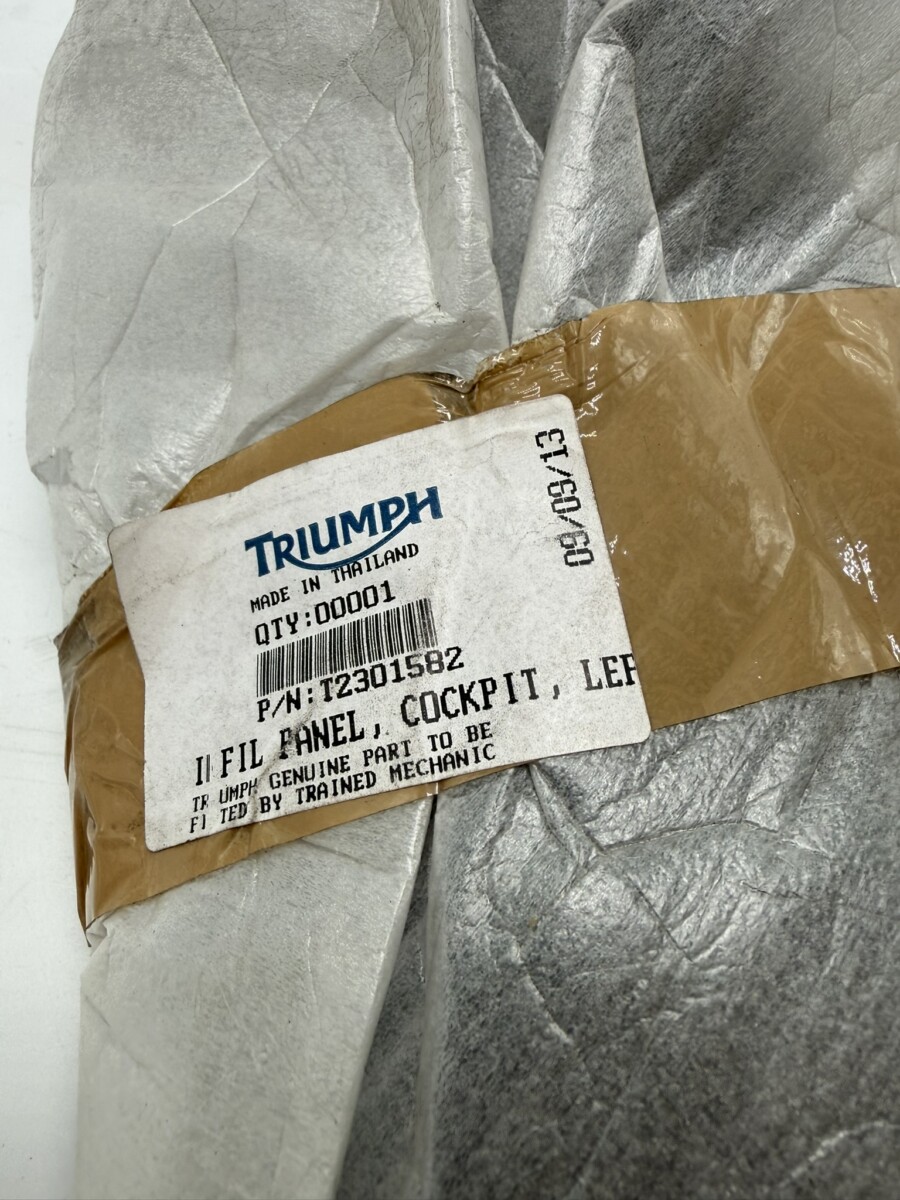 TRIUMPH
MADE IN THAILAND
QTY:00001
P/N:T2301582
FIL PANEL, COCKPIT, LEF
UMPH GENUINE PART TO BE
TED BY TRAINED MECHANIC
09/09/13